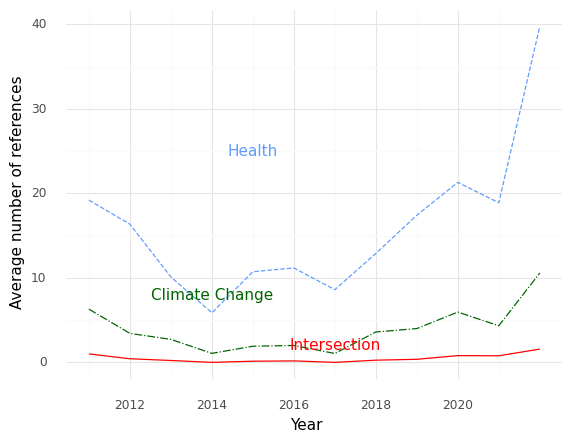 40
30
20
10
0
Average number of references
Health
Climate Change
Intersection
2012 2014 2016 2018 2020
Year